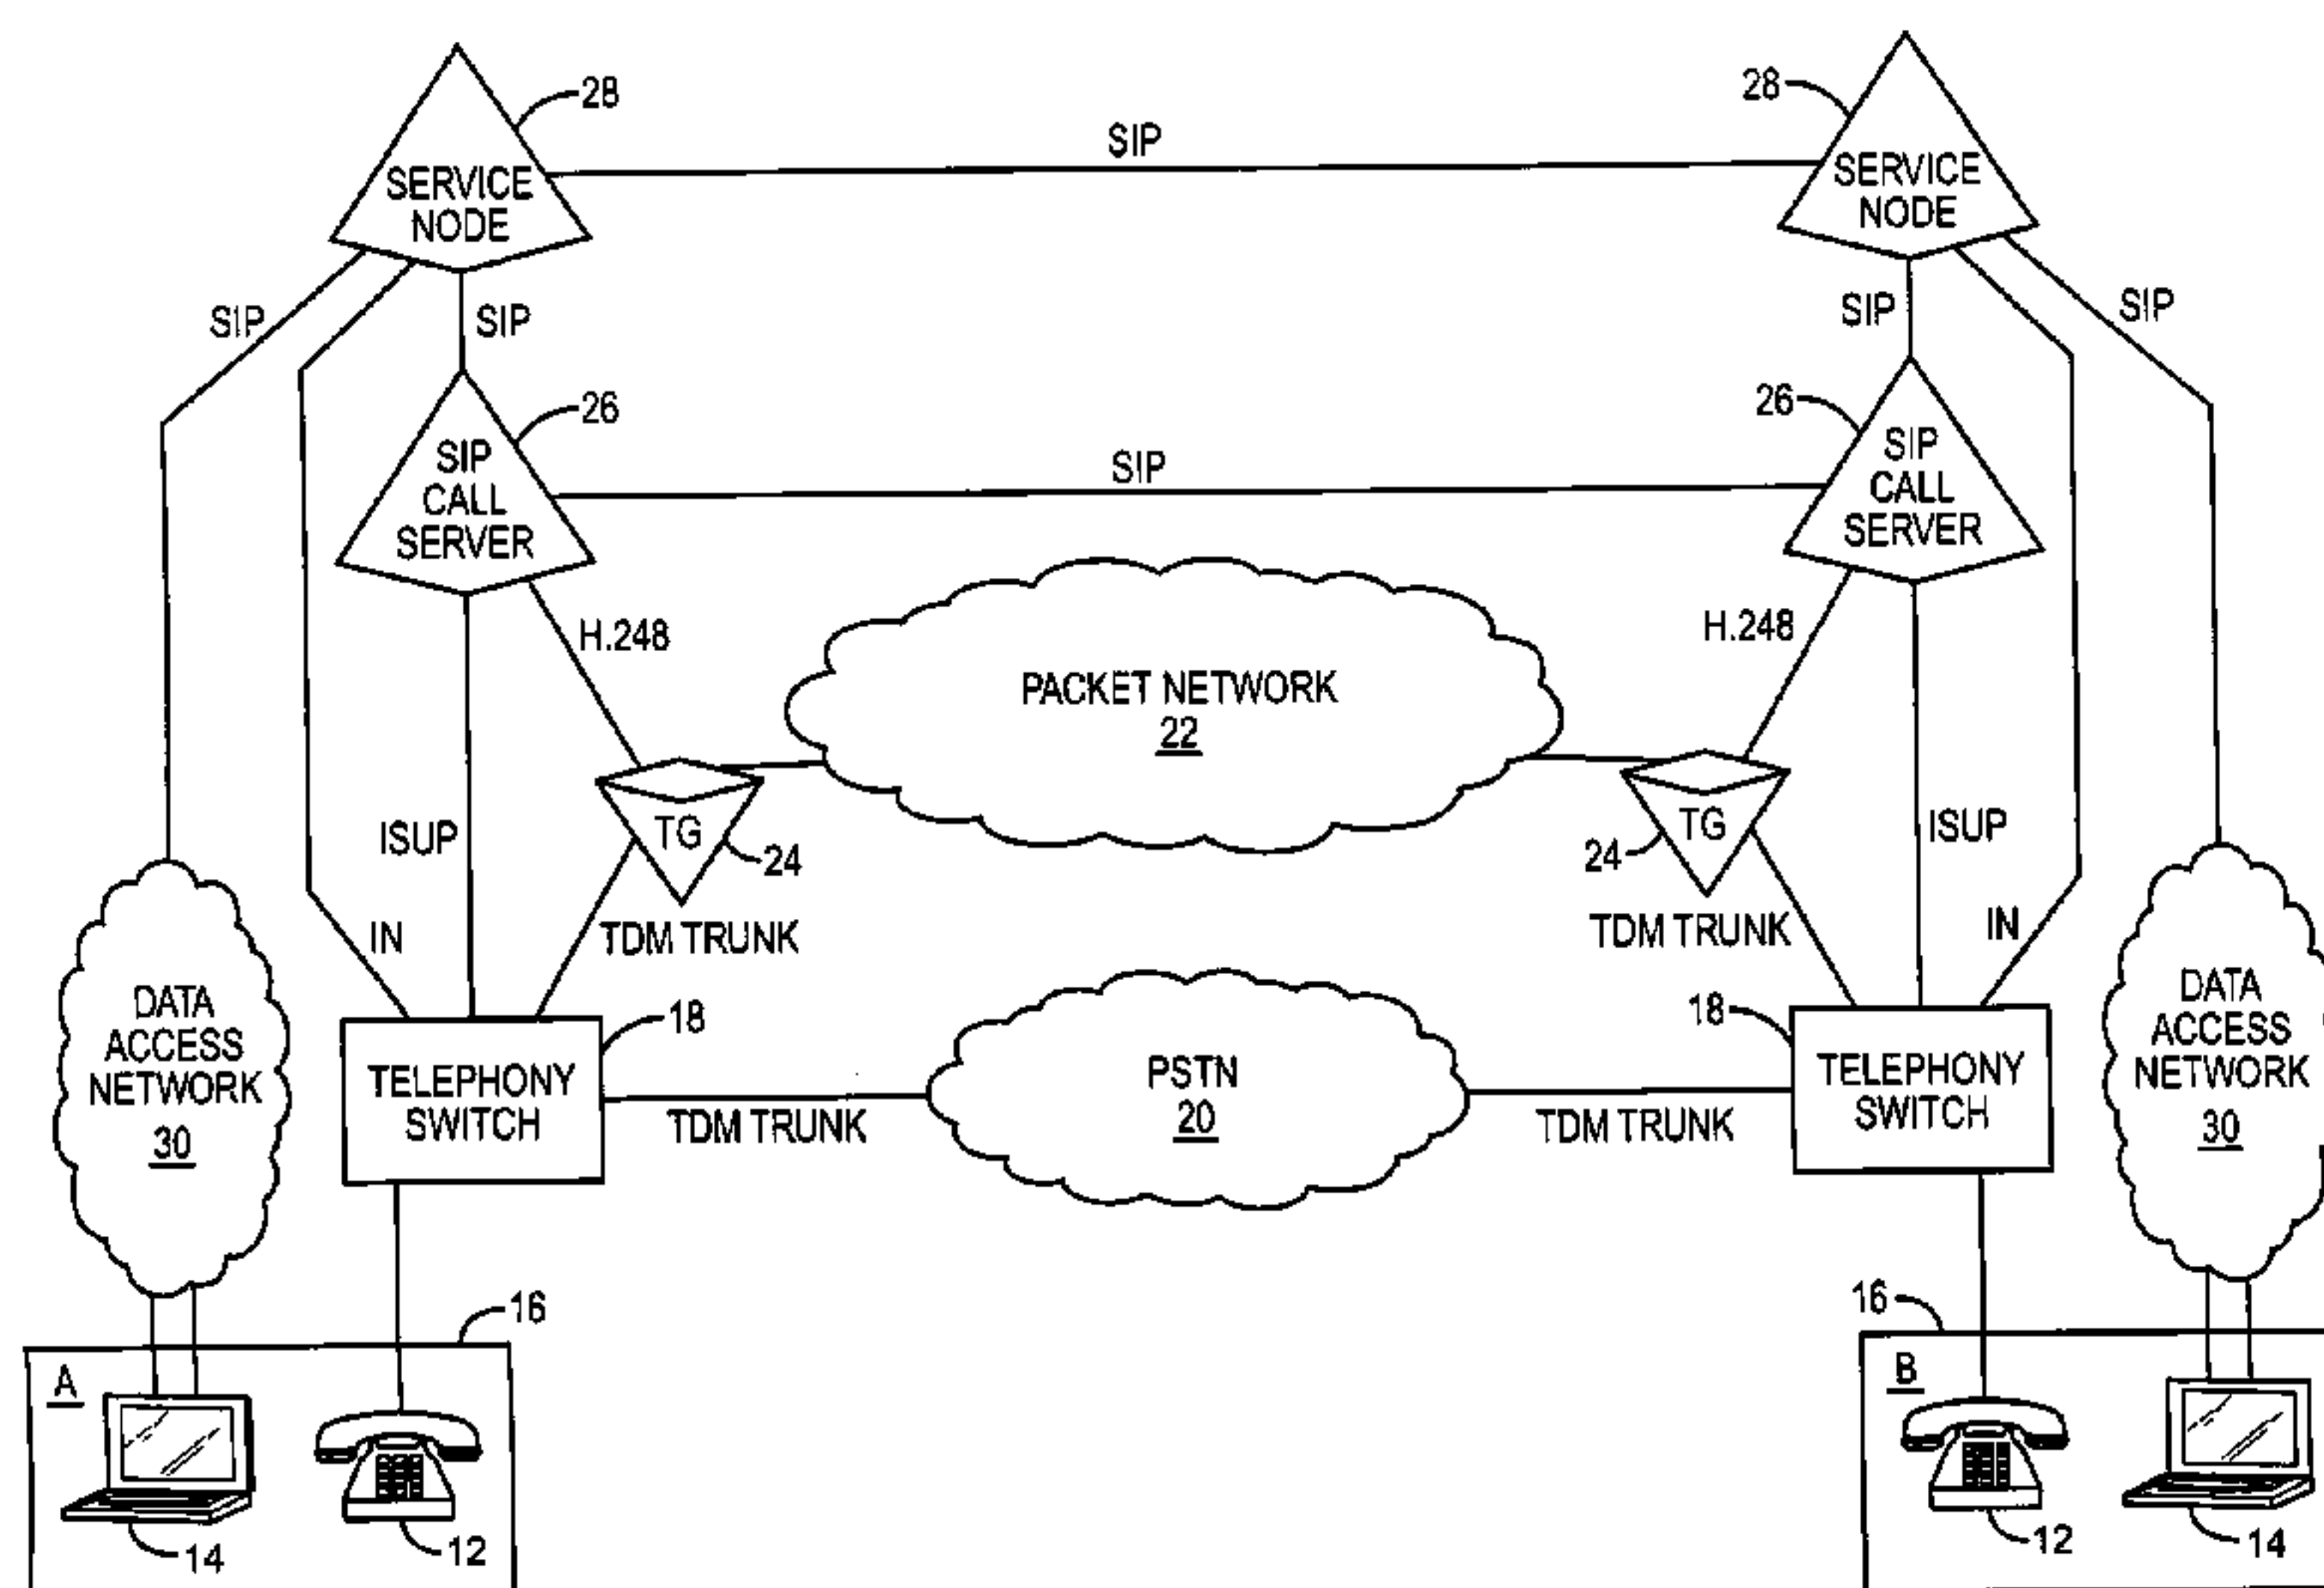 28
28
SIP
SERVICE
NODE
SERVICE
NODE
SIP
SIP
SIP
SIP
26
26
SIP
CALL
SERVER
SIP
SIP
CALL
SERVER
H.248
H.248
PACKET NETWORK
22
ISUP
TG
24
TG
24
ISUP
IN
TDM TRUNK
TDM TRUNK
IN
DATA
ACCESS
NETWORK
30
18
TELEPHONY
SWITCH
TDM TRUNK
PSTN
20
TDM TRUNK
18
TELEPHONY
SWITCH
DATA
ACCESS
NETWORK
30
16
16
A
B
14
12
12
14